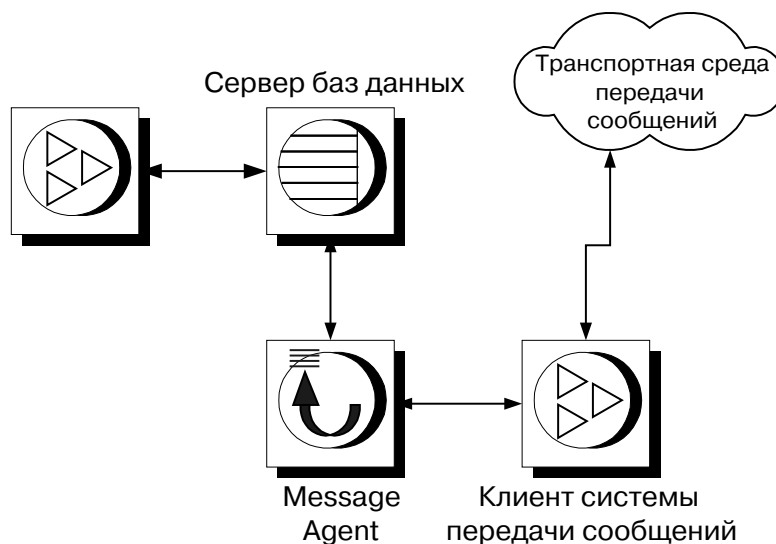 Транспортная среда
передачи
сообщений
Сервер баз данных
Message
Agent
Клиент системы
передачи сообщений